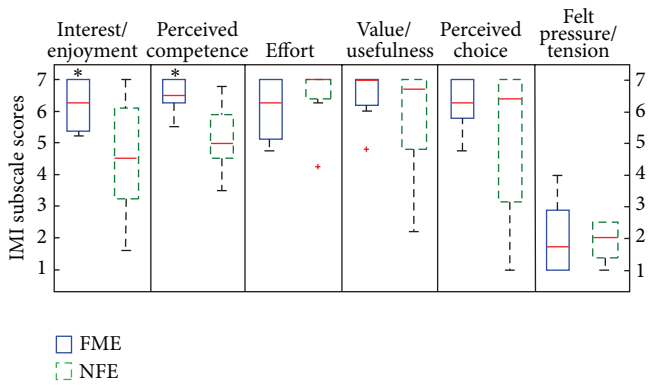 Interest/
enjoyment
Perceived
competence
Effort
Value/
usefulness
Perceived
choice
Felt
pressure/
tension
IMI subscale scores
7
6
5
4
3
2
1
*
*
7
6
5
4
3
2
1
FME
NFE